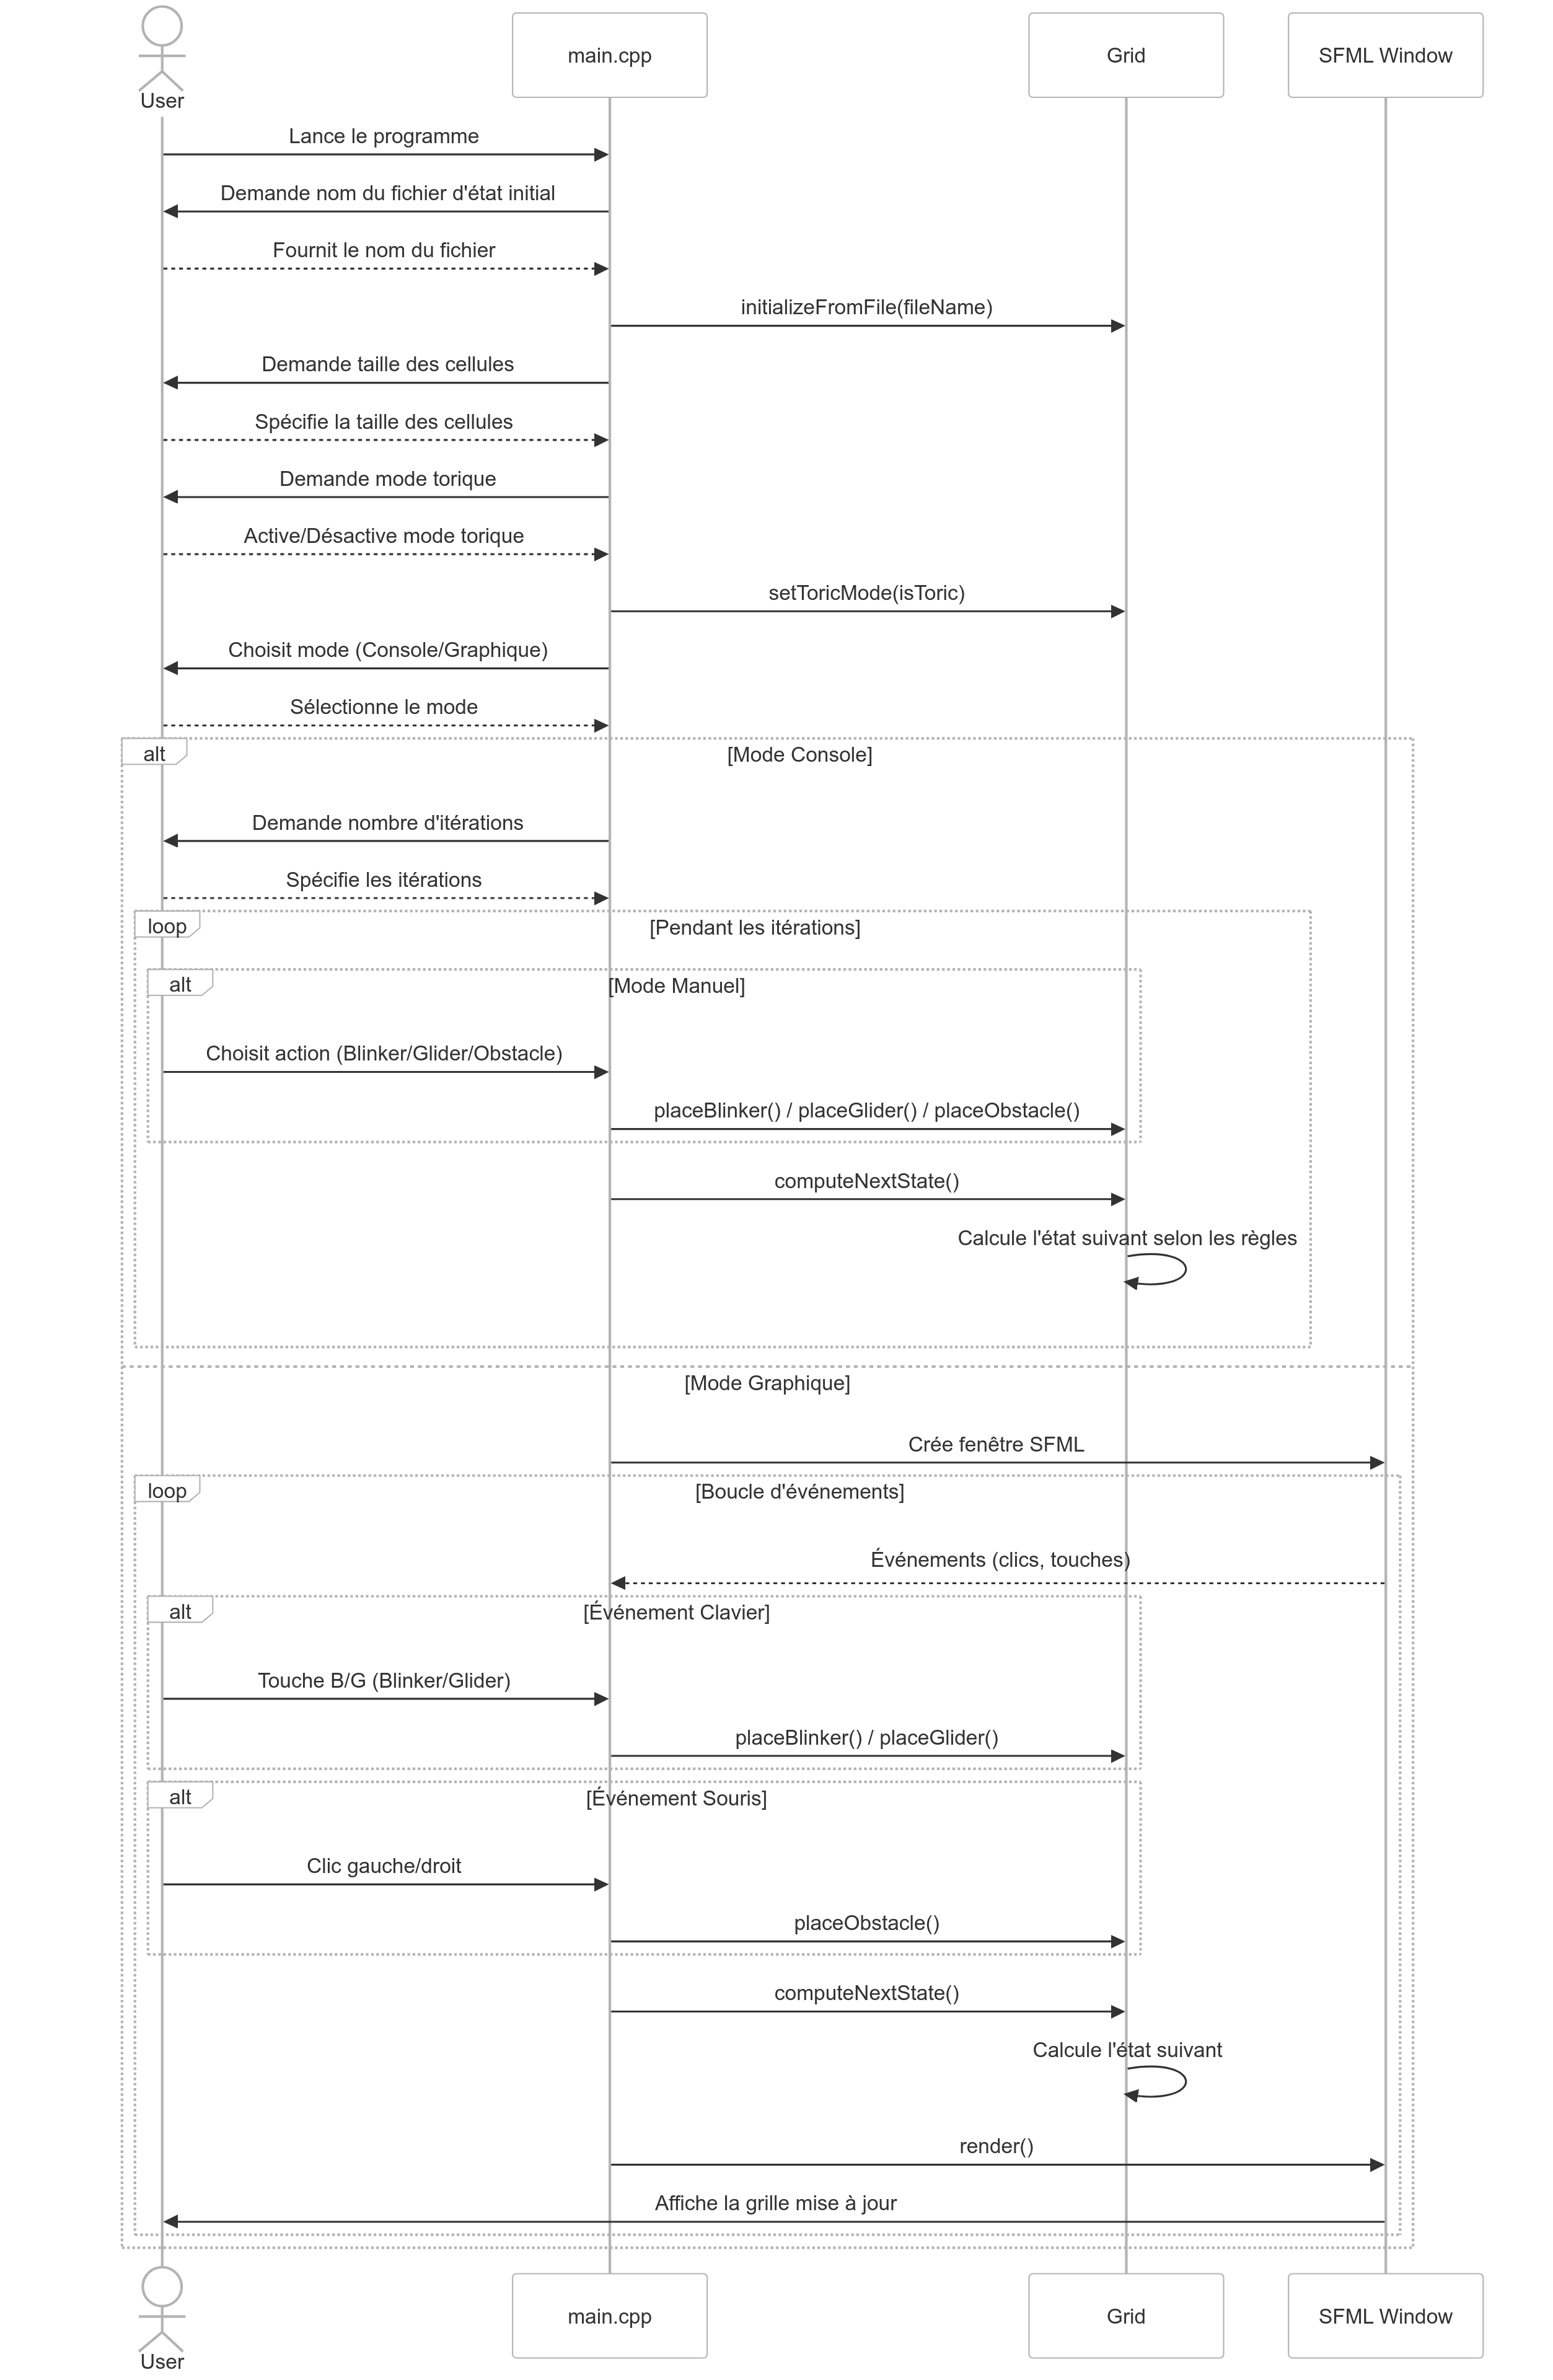 User
main.cpp
Grid
SFML Window
Lance le programme
Demande nom du fichier d'état initial
Fournit le nom du fichier
initializeFromFile(fileName)
Demande taille des cellules
Spécifie la taille des cellules
Demande mode torique
Active/Désactive mode torique
setToricMode(isToric)
Choisit mode (Console/Graphique)
Sélectionne le mode
alt
[Mode Console]
Demande nombre d'itérations
Spécifie les itérations
loop
[Pendant les itérations]
alt
[Mode Manuel]
Choisit action (Blinker/Glider/Obstacle)
placeBlinker() / placeGlider() / placeObstacle()
computeNextState()
Calcule l'état suivant selon les règles
[Mode Graphique]
Crée fenêtre SFML
loop
[Boucle d'événements]
Événements (clics, touches)
alt
[Événement Clavier]
Touche B/G (Blinker/Glider)
placeBlinker() / placeGlider()
alt
[Événement Souris]
Clic gauche/droit
placeObstacle()
computeNextState()
Calcule l'état suivant
render()
Affiche la grille mise à jour
User
main.cpp
Grid
SFML Window